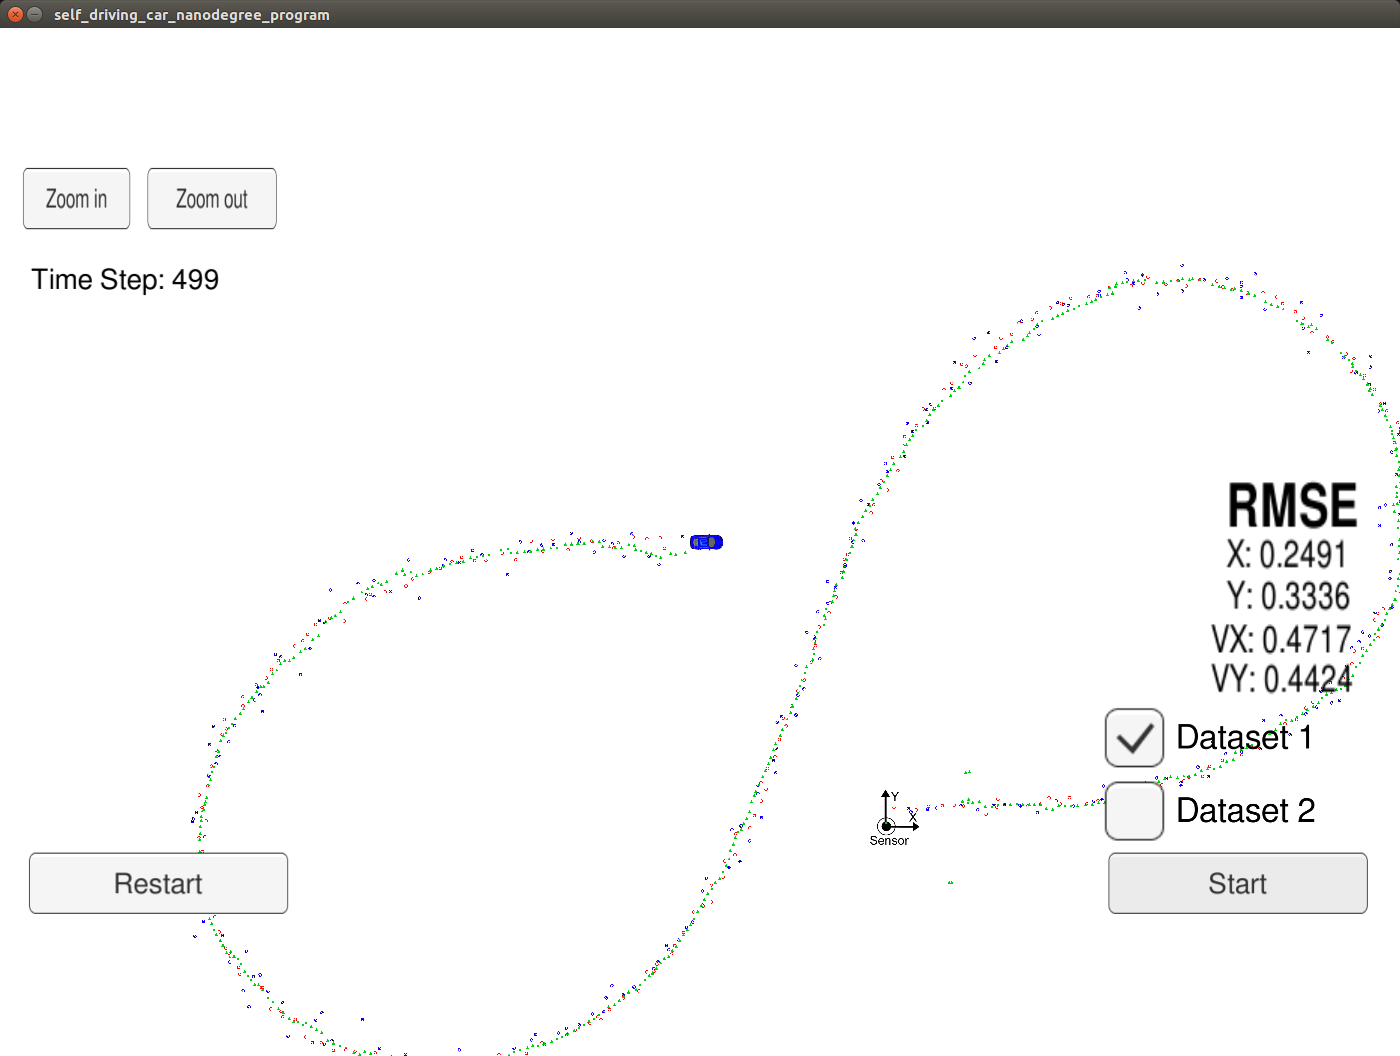 self_driving_car_nanodegree_program
Zoom in
Zoom out
Time Step: 499
RMSE
X: 0.2491
Y: 0.3336
VX: 0.4717
VY: 0.4424
Dataset 1
Y
X
Sensor
Dataset 2
Restart
Start